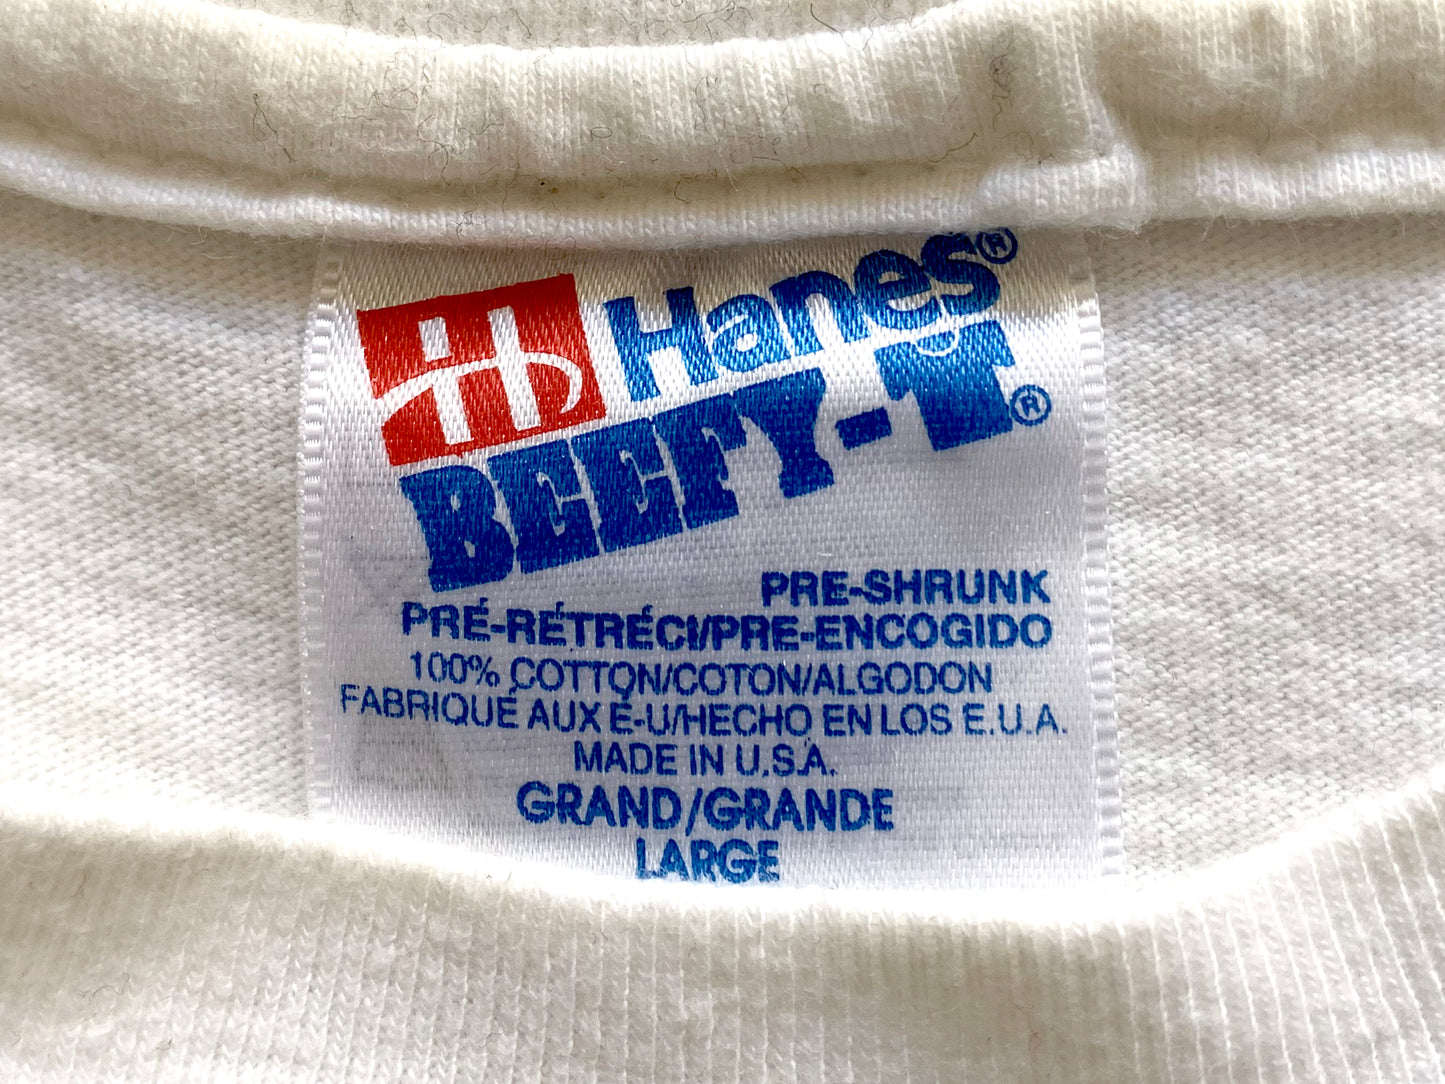 Hanes®
BEEFY-T®
PRE-SHRUNK
PRÉ-RÉTRÉCI/PRE-ENCOGIDO
100% COTTON/COTON/ALGODON
FABRIQUÉ AUX É-U/HECHO EN LOS E.U.A.
MADE IN U.S.A.
GRAND/GRANDE
LARGE